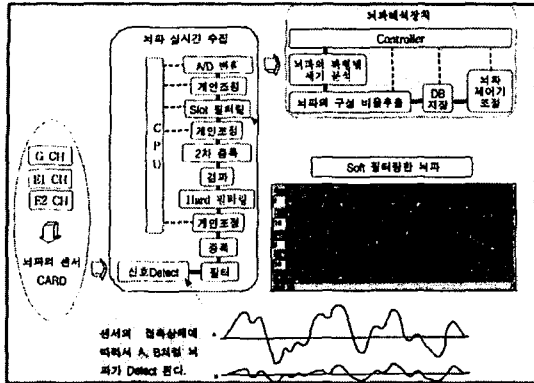 뇌파 실시간 수집
A/D 변환
게인조정
Slot 필터링
게인조정
2차 증폭
검파
Hard 필터링
게인조정
증폭
필터
신호Detect
CPU
G CH
E1 CH
E2 CH
뇌파의 센서
CARD
뇌파해석장치
Controller
뇌파의 파형별
세기 분석
뇌파의 구성 비율추출
DB
저장
뇌파
제어기
조정
Soft 필터링한 뇌파
센서의 접촉상태에
따라서 A, B처럼 뇌
파가 Detect 된다.